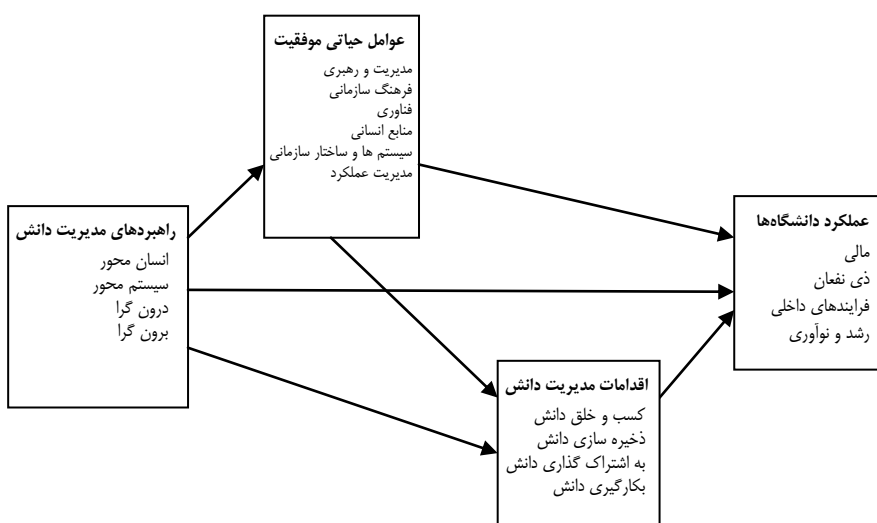 عوامل حیاتی موفقیت
مدیریت و رهبری
فرهنگ سازمانی
فناوری
منابع انسانی
سیستم ها و ساختار سازمانی
مدیریت عملکرد
راهبردهای مدیریت دانش
انسان محور
سیستم محور
درون گرا
برون گرا
عملکرد دانشگاه‌ها
مالی
ذی نفعان
فرایندهای داخلی
رشد و نوآوری
اقدامات مدیریت دانش
کسب و خلق دانش
ذخیره سازی دانش
به اشتراک گذاری دانش
بکارگیری دانش